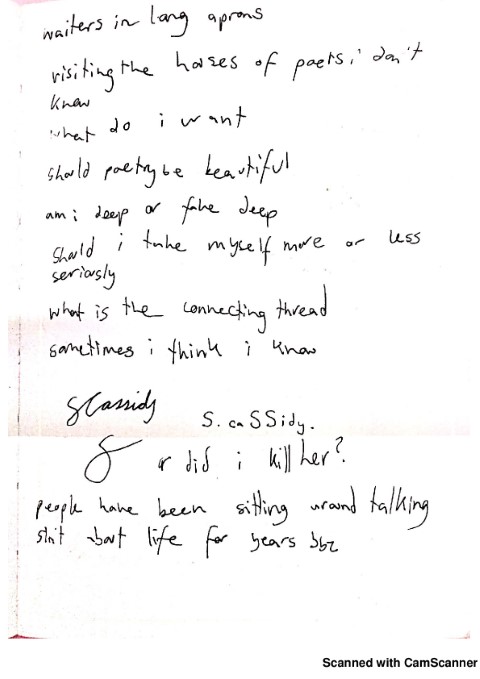 waiters in long aprons
visiting the houses of poets i don't
know
what do i want
should poetry be beautiful
am i deep or fake deep
should i take myself more or less
seriously
what is the connecting thread
sometimes i think i know
SCassidy S. caSSidy.
or did i kill her?
people have been sitting around talking
shit about life for years
Scanned with CamScanner